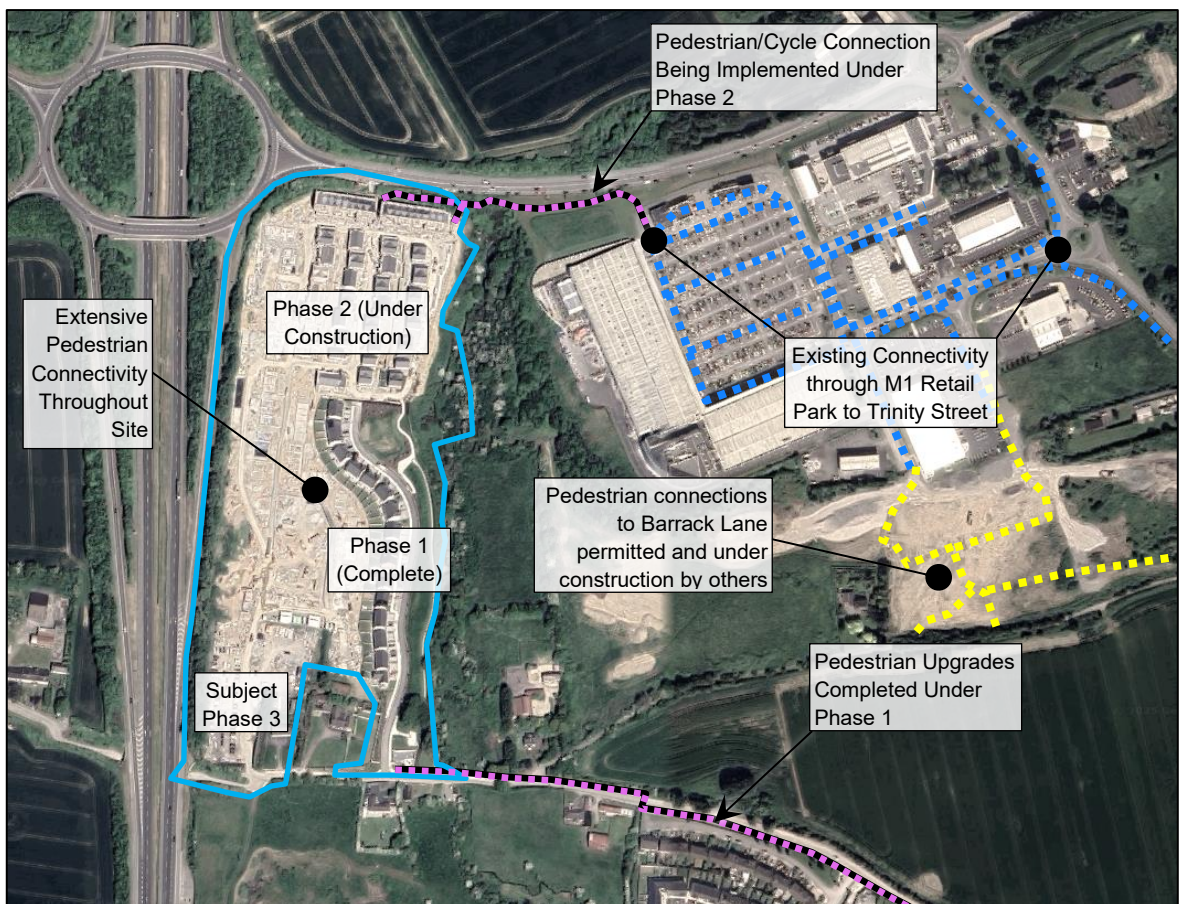 Pedestrian/Cycle Connection
Being Implemented Under
Phase 2
Phase 2 (Under
Construction)
Extensive
Pedestrian
Connectivity
Throughout
Site
Existing Connectivity
through M1 Retail
Park to Trinity Street
Pedestrian connections
to Barrack Lane
permitted and under
construction by others
Phase 1
(Complete)
Subject
Phase 3
Pedestrian Upgrades
Completed Under
Phase 1